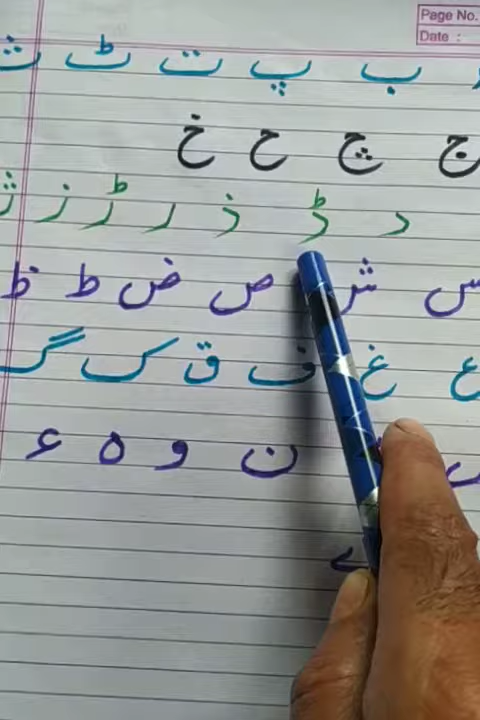 Page No.
Date :
ب پ ت ٹ ث
ج چ ح خ
د ڈ ذ ر ڑ ز ژ
س ش ص ض ط ظ
ع غ ف ق ک گ
ن و ہ ء
ے